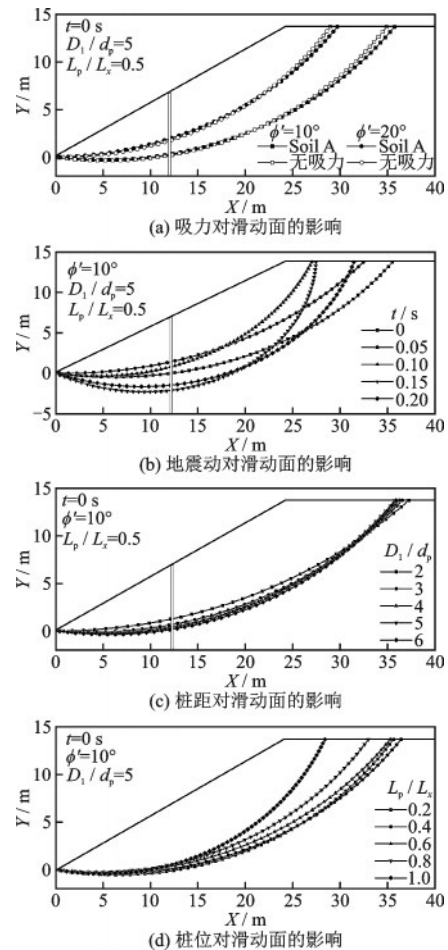 t=0 s
D₁/dₚ=5
Lₚ/Lₓ=0.5
ϕ′=10° ϕ′=20°
Soil A Soil A
无吸力 无吸力
Y / m
15
10
5
0
0 5 10 15 20 25 30 35 40
X / m
(a) 吸力对滑动面的影响
ϕ′=10°
D₁/dₚ=5
Lₚ/Lₓ=0.5
t / s
0
0.05
0.10
0.15
0.20
Y / m
15
10
5
0
−5
0 5 10 15 20 25 30 35 40
X / m
(b) 地震动对滑动面的影响
t=0 s
ϕ′=10°
Lₚ/Lₓ=0.5
D₁/dₚ
2
3
4
5
6
Y / m
15
10
5
0
0 5 10 15 20 25 30 35 40
X / m
(c) 桩距对滑动面的影响
t=0 s
ϕ′=10°
D₁/dₚ=5
Lₚ/Lₓ
0.2
0.4
0.6
0.8
1.0
Y / m
15
10
5
0
0 5 10 15 20 25 30 35 40
X / m
(d) 桩位对滑动面的影响